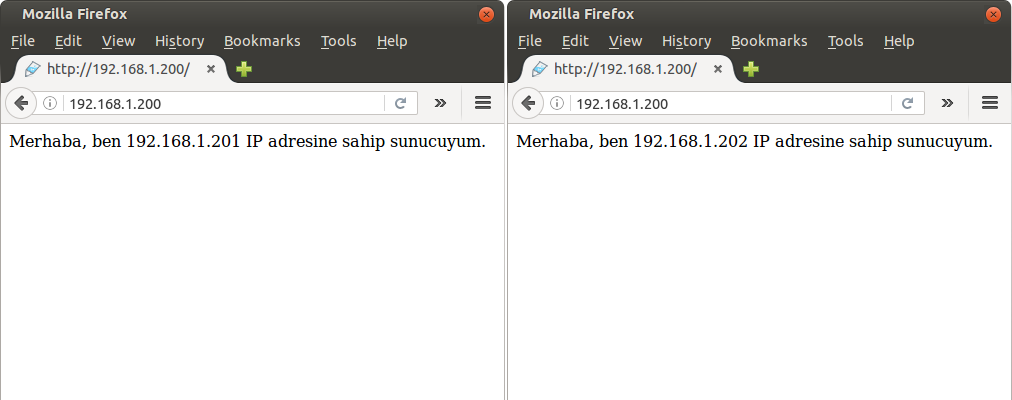 Mozilla Firefox
File Edit View History Bookmarks Tools Help
http://192.168.1.200/
192.168.1.200
Merhaba, ben 192.168.1.201 IP adresine sahip sunucuyum.
Mozilla Firefox
File Edit View History Bookmarks Tools Help
http://192.168.1.200/
192.168.1.200
Merhaba, ben 192.168.1.202 IP adresine sahip sunucuyum.